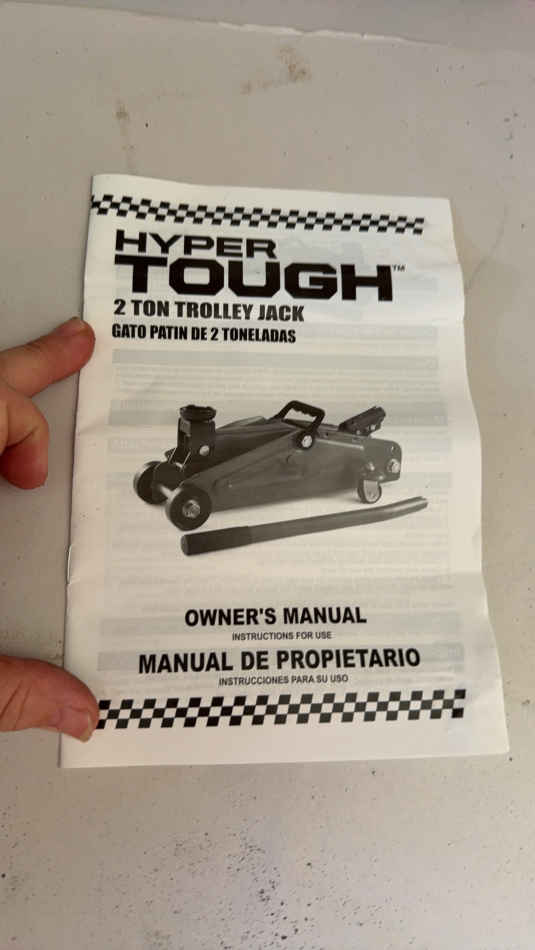 HYPER
TOUGH™
2 TON TROLLEY JACK
GATO PATIN DE 2 TONELADAS
OWNER'S MANUAL
INSTRUCTIONS FOR USE
MANUAL DE PROPIETARIO
INSTRUCCIONES PARA SU USO